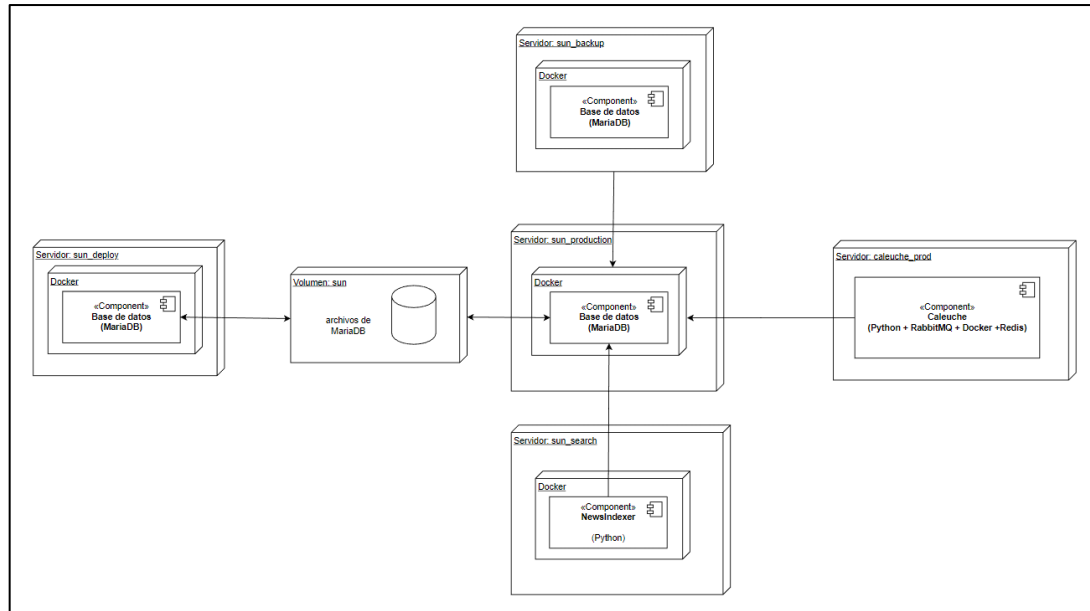 Servidor: sun_backup
Docker
«Component»
Base de datos
(MariaDB)
Servidor: sun_deploy
Docker
«Component»
Base de datos
(MariaDB)
Volumen: sun
archivos de
MariaDB
Servidor: sun_production
Docker
«Component»
Base de datos
(MariaDB)
Servidor: caleuche_prod
«Component»
Caleuche
(Python + RabbitMQ + Docker +Redis)
Servidor: sun_search
Docker
«Component»
NewsIndexer
(Python)